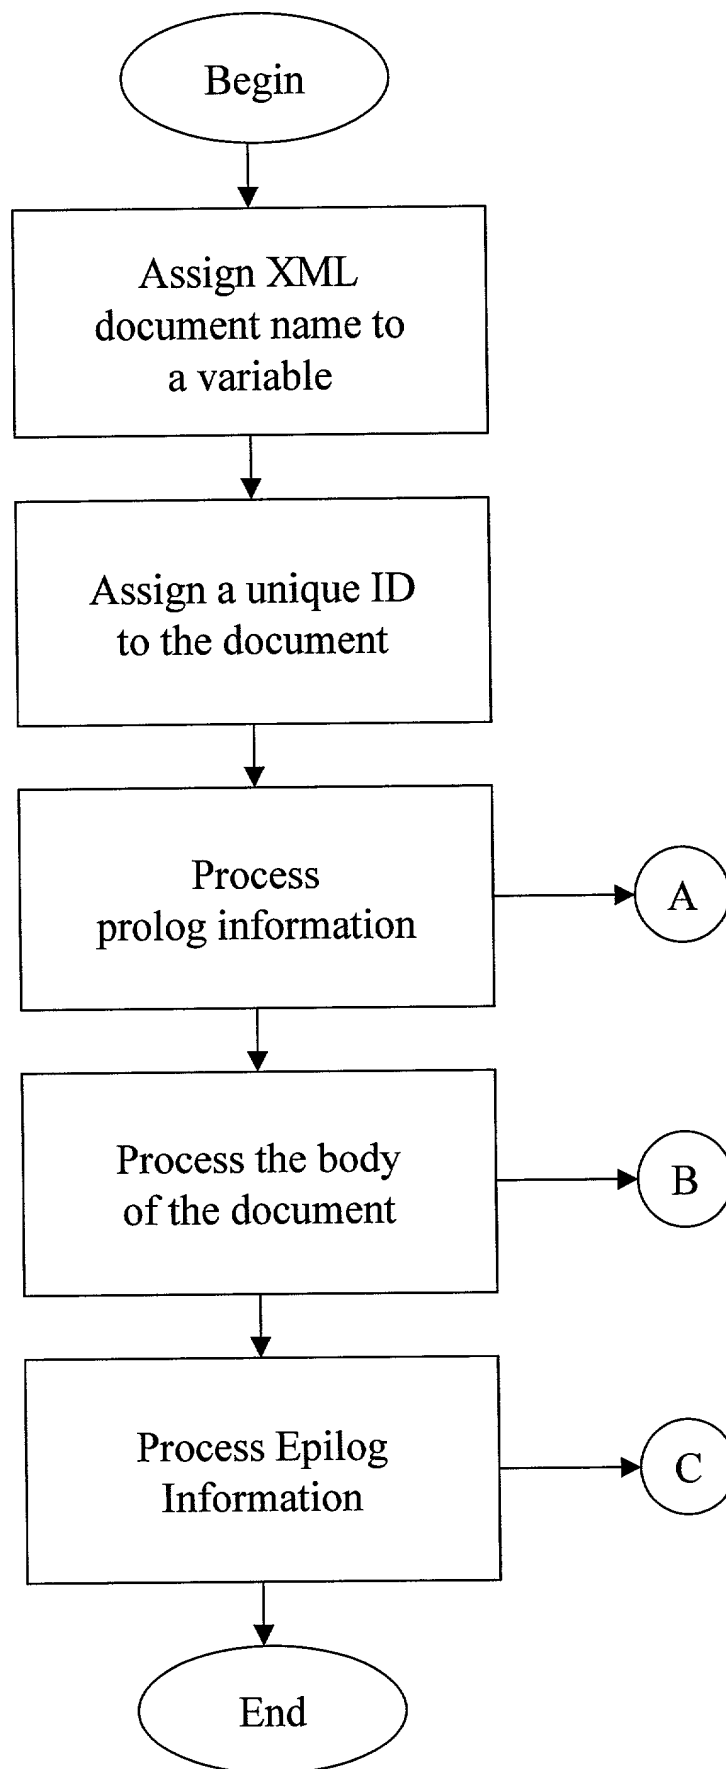 Begin
Assign XML
document name to
a variable
Assign a unique ID
to the document
Process
prolog information
A
Process the body
of the document
B
Process Epilog
Information
C
End